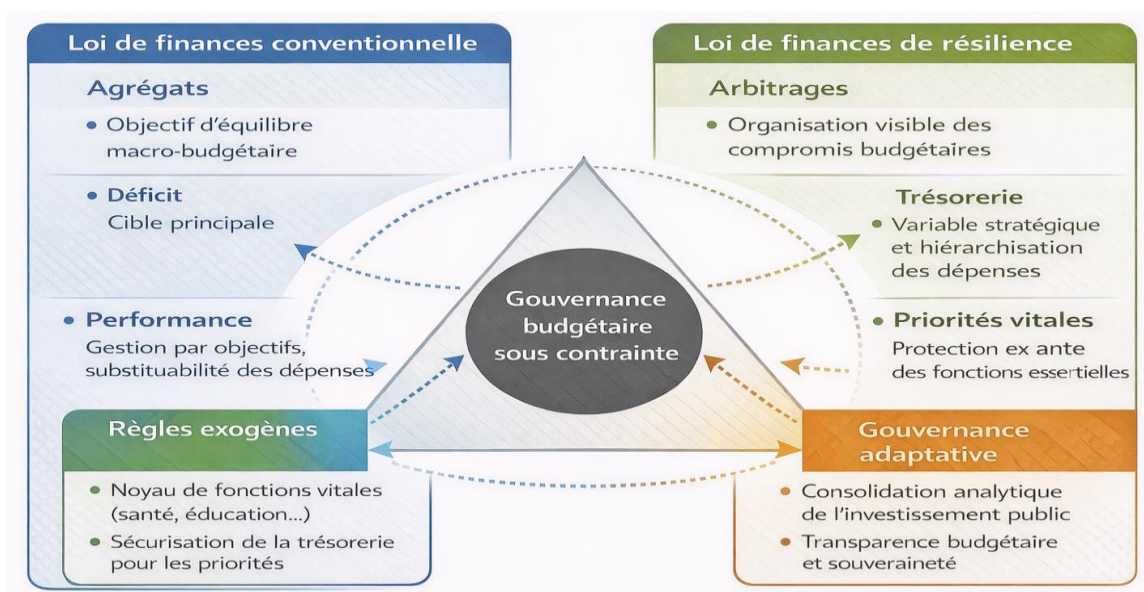 Loi de finances conventionnelle
Agrégats
• Objectif d'équilibre
macro-budgétaire
• Déficit
Cible principale
• Performance
Gestion par objectifs,
substituabilité des dépenses
Règles exogènes
• Noyau de fonctions vitales
(santé, éducation...)
• Sécurisation de la trésorerie
pour les priorités
Gouvernance
budgétaire
sous contrainte
Loi de finances de résilience
Arbitrages
• Organisation visible des
compromis budgétaires
Trésorerie
• Variable stratégique
et hiérarchisation
des dépenses
• Priorités vitales
Protection ex ante
des fonctions essertielles
Gouvernance
adaptative
• Consolidation analytique
de l'investissement public
• Transparence budgétaire
et souveraineté